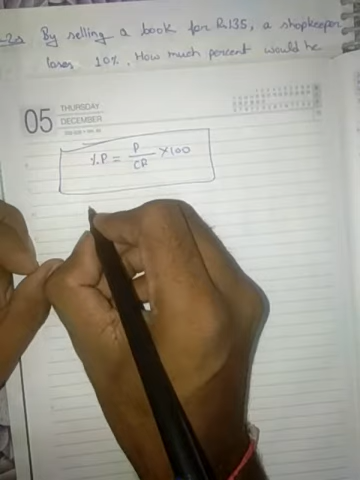 By selling a book for Rs135, a shopkeeper
loses 10%. How much percent would he
05 THURSDAY
DECEMBER
%P = P/CP ×100